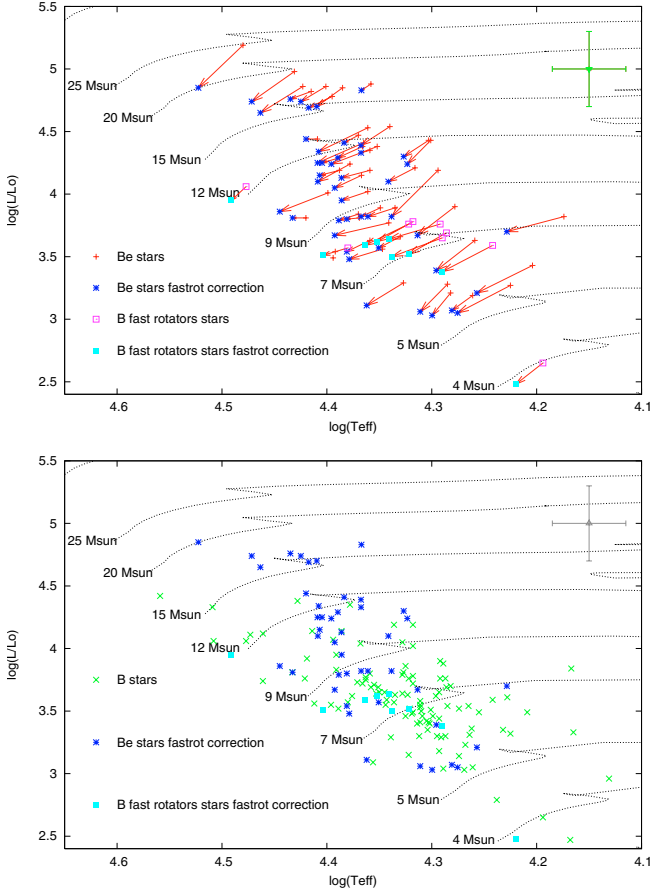 5.5
5
4.5
4
3.5
3
2.5
log(L/Lo)
25 Msun
20 Msun
15 Msun
12 Msun
9 Msun
7 Msun
5 Msun
4 Msun
Be stars
Be stars fastrot correction
B fast rotators stars
B fast rotators stars fastrot correction
4.6 4.5 4.4 4.3 4.2 4.1
log(Teff)
5.5
5
4.5
4
3.5
3
2.5
log(L/Lo)
25 Msun
20 Msun
15 Msun
12 Msun
9 Msun
7 Msun
5 Msun
4 Msun
B stars
Be stars fastrot correction
B fast rotators stars fastrot correction
4.6 4.5 4.4 4.3 4.2 4.1
log(Teff)